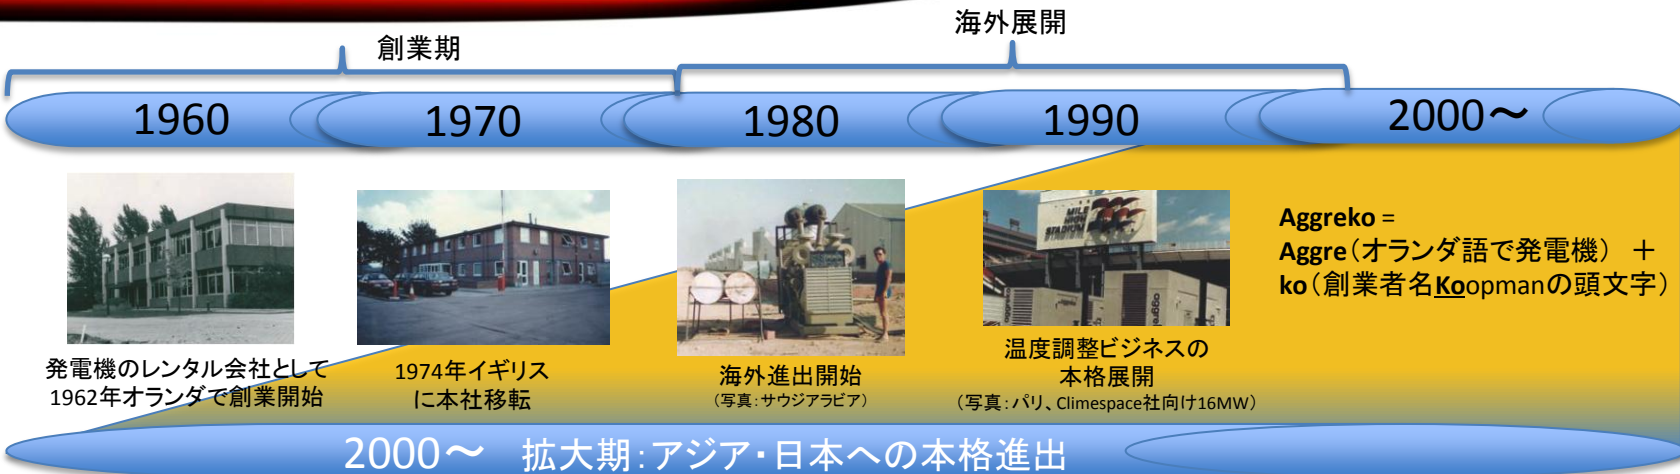 海外展開
創業期
1960
1970
1980
1990
2000～
MILE
HIGH
STADIUM
Aggreko =
Aggre（オランダ語で発電機） ＋
ko（創業者名Koopmanの頭文字）
発電機のレンタル会社として
1962年オランダで創業開始
1974年イギリス
に本社移転
海外進出開始
（写真：サウジアラビア）
温度調整ビジネスの
本格展開
（写真：パリ、Climespace社向け16MW）
2000～ 拡大期：アジア・日本への本格進出